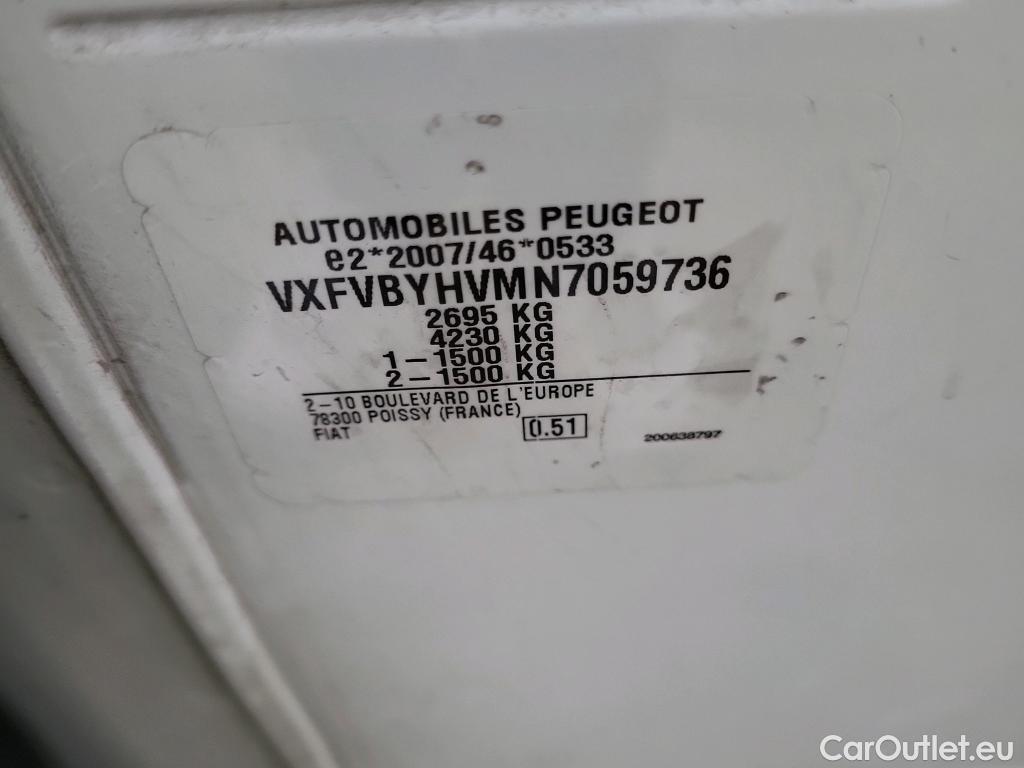 AUTOMOBILES PEUGEOT
e2*2007/46*0533
VXFVBYHVMN7059736
2695 KG
4230 KG
1-1500 KG
2-1500 KG
2-10 BOULEVARD DE L'EUROPE
78300 POISSY (FRANCE)
FIAT
0.51
200638797
CarOutlet.eu